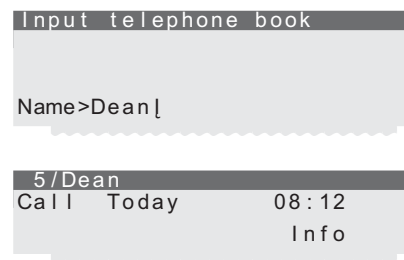 Input telephone book
Name>Dean
5/Dean
Call Today 08:12
Info